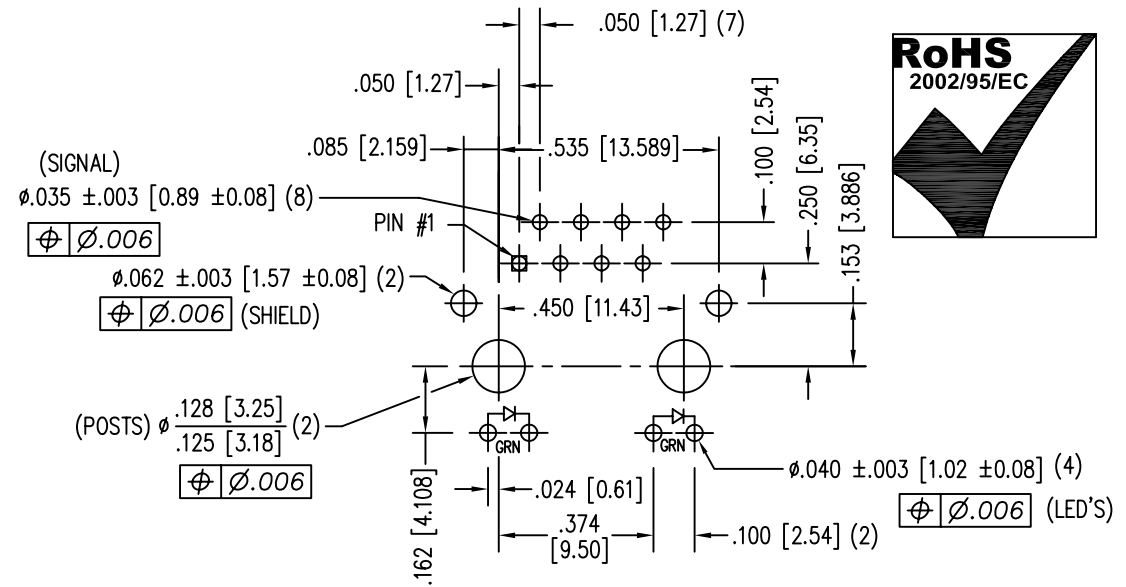 .050 [1.27] (7)
RoHS
2002/95/EC
.050 [1.27]
.085 [2.159]
.535 [13.589]
.100 [2.54]
.250 [6.35]
.153 [3.886]
(SIGNAL)
ø.035 ±.003 [0.89 ±0.08] (8)
⌖ Ø.006
PIN #1
ø.062 ±.003 [1.57 ±0.08] (2)
⌖ Ø.006 (SHIELD)
.450 [11.43]
(POSTS) ø .128 [3.25]
.125 [3.18] (2)
⌖ Ø.006
GRN
GRN
ø.040 ±.003 [1.02 ±0.08] (4)
⌖ Ø.006 (LED'S)
.162 [4.108]
.024 [0.61]
.374
[9.50]
.100 [2.54] (2)